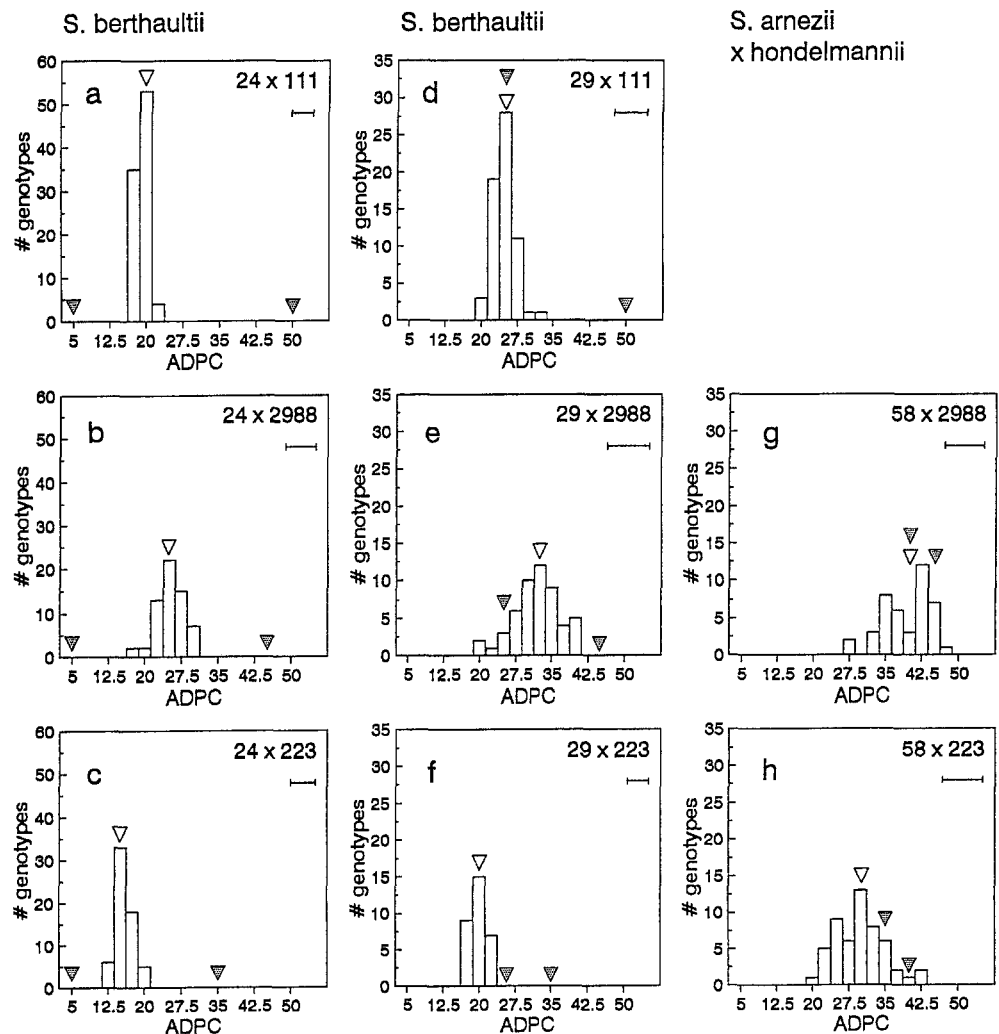 S. berthaultii
S. berthaultii
S. arnezii
x hondelmannii
a
24 x 111
# genotypes
60
50
40
30
20
10
0
5 12.5 20 27.5 35 42.5 50
ADPC
d
29 x 111
# genotypes
35
30
25
20
15
10
5
0
5 12.5 20 27.5 35 42.5 50
ADPC
b
24 x 2988
# genotypes
60
50
40
30
20
10
0
5 12.5 20 27.5 35 42.5 50
ADPC
e
29 x 2988
# genotypes
35
30
25
20
15
10
5
0
5 12.5 20 27.5 35 42.5 50
ADPC
g
58 x 2988
# genotypes
35
30
25
20
15
10
5
0
5 12.5 20 27.5 35 42.5 50
ADPC
c
24 x 223
# genotypes
60
50
40
30
20
10
0
5 12.5 20 27.5 35 42.5 50
ADPC
f
29 x 223
# genotypes
35
30
25
20
15
10
5
0
5 12.5 20 27.5 35 42.5 50
ADPC
h
58 x 223
# genotypes
35
30
25
20
15
10
5
0
5 12.5 20 27.5 35 42.5 50
ADPC